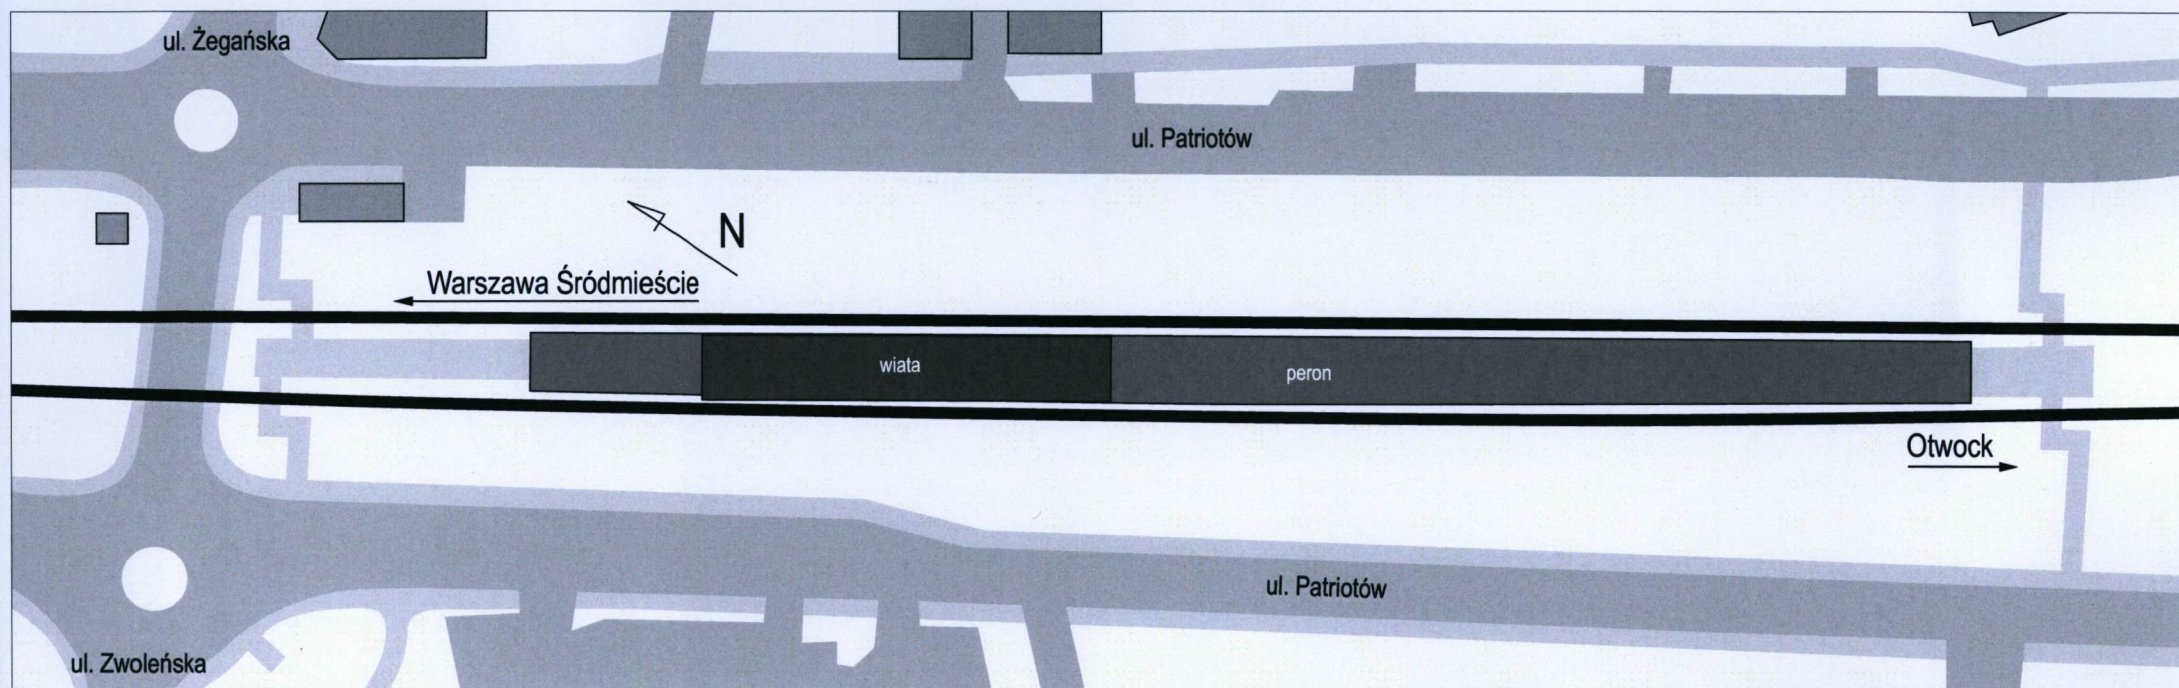 ul. Żegańska
ul. Patriotów
N
Warszawa Śródmieście
wiata
peron
Otwock
ul. Patriotów
ul. Zwoleńska